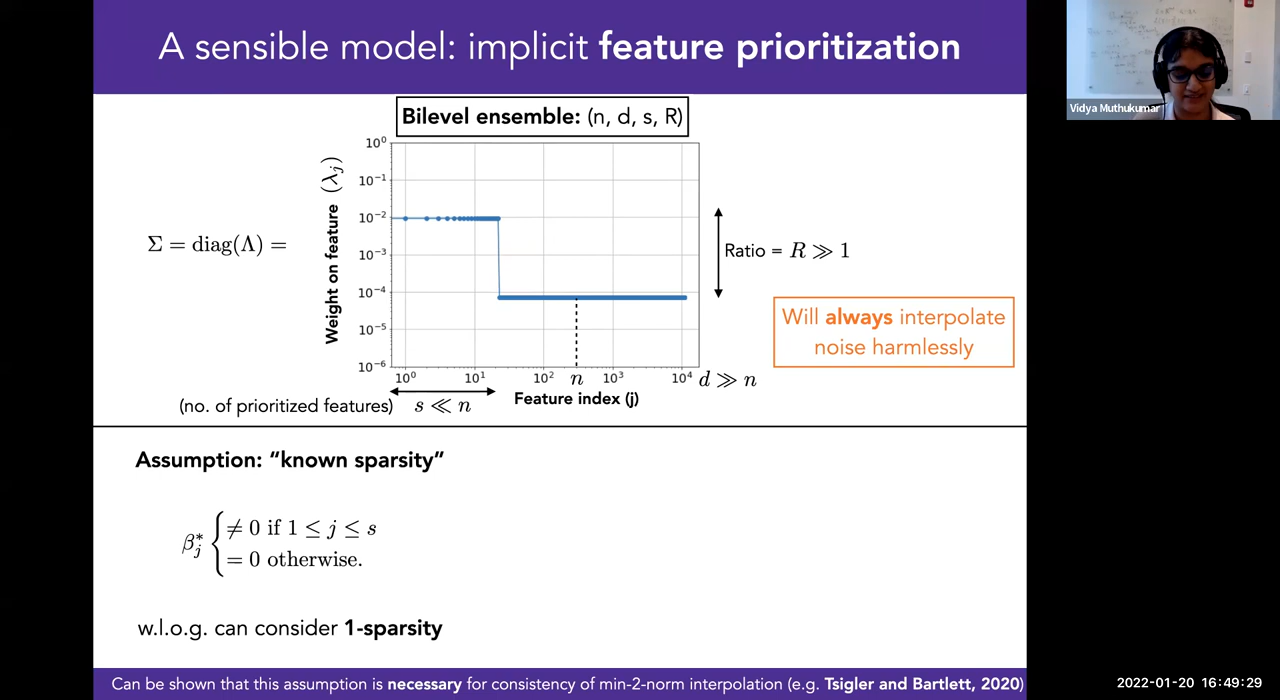 A sensible model: implicit feature prioritization
Vidya Muthukumar
Bilevel ensemble: (n, d, s, R)
Σ = diag(Λ) =
Weight on feature (λ_j)
10^0
10^-1
10^-2
10^-3
10^-4
10^-5
10^-6
10^0 10^1 10^2 n 10^3 10^4 d ≫ n
Feature index (j)
(no. of prioritized features) s ≪ n
Ratio = R ≫ 1
Will always interpolate
noise harmlessly
Assumption: “known sparsity”
β*_j { ≠ 0 if 1 ≤ j ≤ s
= 0 otherwise.
w.l.o.g. can consider 1-sparsity
Can be shown that this assumption is necessary for consistency of min-2-norm interpolation (e.g. Tsigler and Bartlett, 2020)
2022-01-20 16:49:29